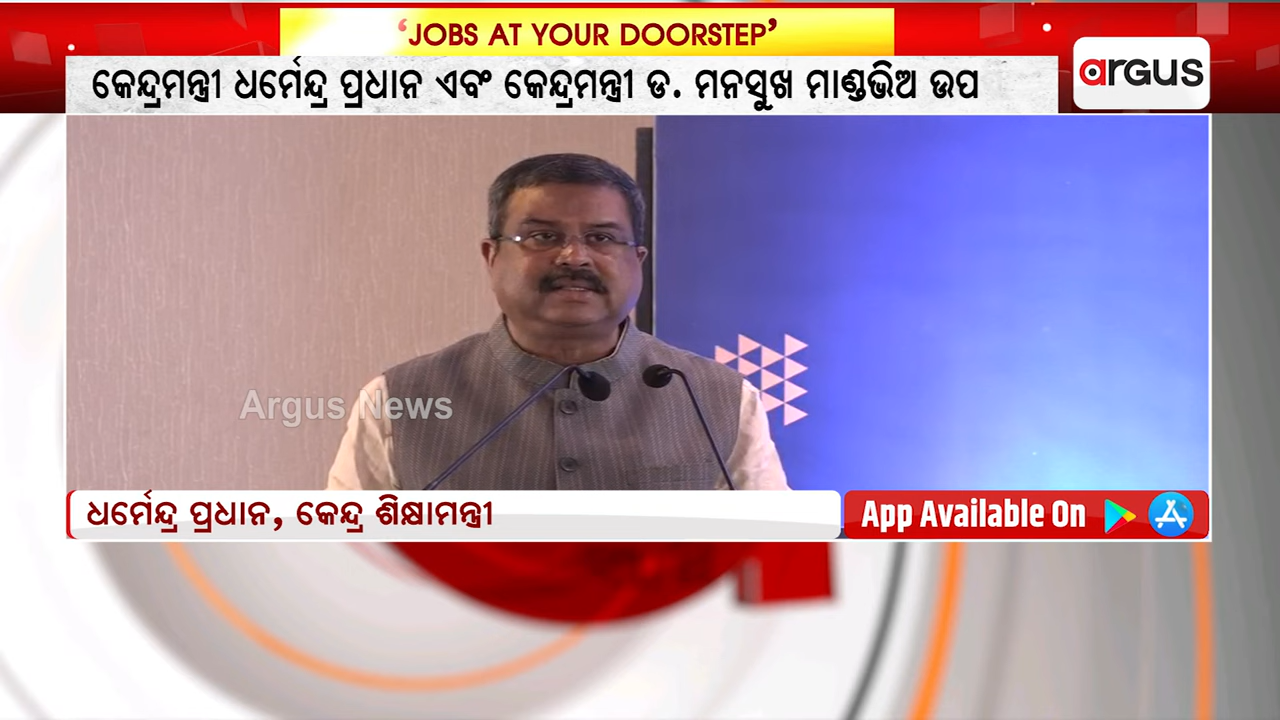 ‘JOBS AT YOUR DOORSTEP’
କେନ୍ଦ୍ରମନ୍ତ୍ରୀ ଧର୍ମେନ୍ଦ୍ର ପ୍ରଧାନ ଏବଂ କେନ୍ଦ୍ରମନ୍ତ୍ରୀ ଡ. ମନସୁଖ ମାଣ୍ଡଭିଅ ଉପ
argus
Argus News
ଧର୍ମେନ୍ଦ୍ର ପ୍ରଧାନ, କେନ୍ଦ୍ର ଶିକ୍ଷାମନ୍ତ୍ରୀ
App Available On